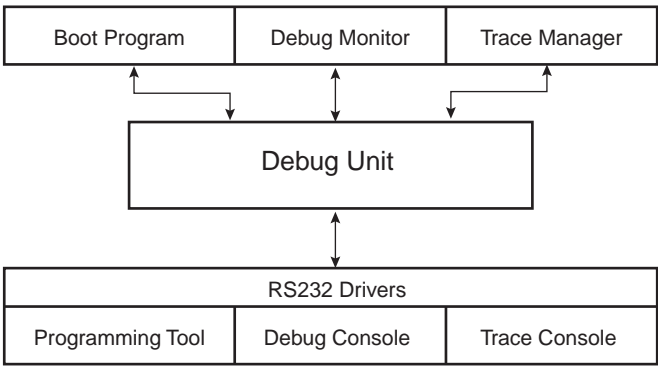 Boot Program Debug Monitor Trace Manager
Debug Unit
RS232 Drivers
Programming Tool Debug Console Trace Console